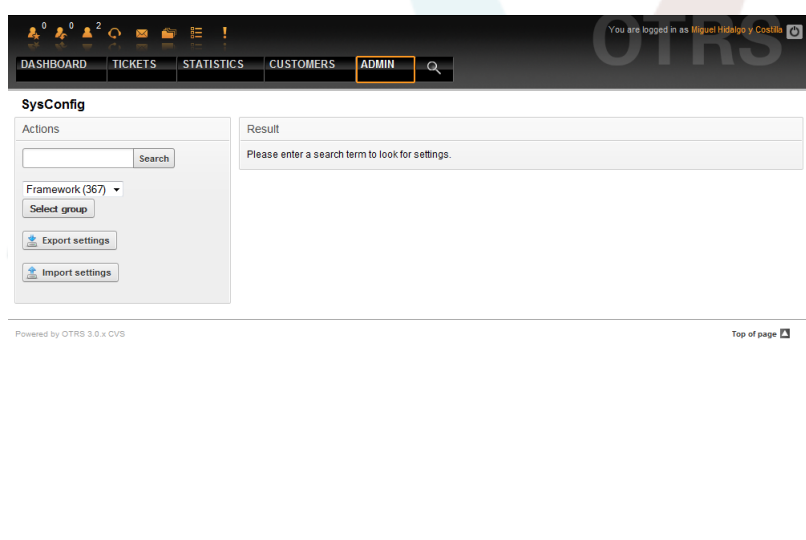 0 0 2
You are logged in as Miguel Hidalgo y Costilla
OTRS
DASHBOARD TICKETS STATISTICS CUSTOMERS ADMIN
SysConfig
Actions
Search
Framework (367)
Select group
Export settings
Import settings
Result
Please enter a search term to look for settings.
Powered by OTRS 3.0.x CVS
Top of page